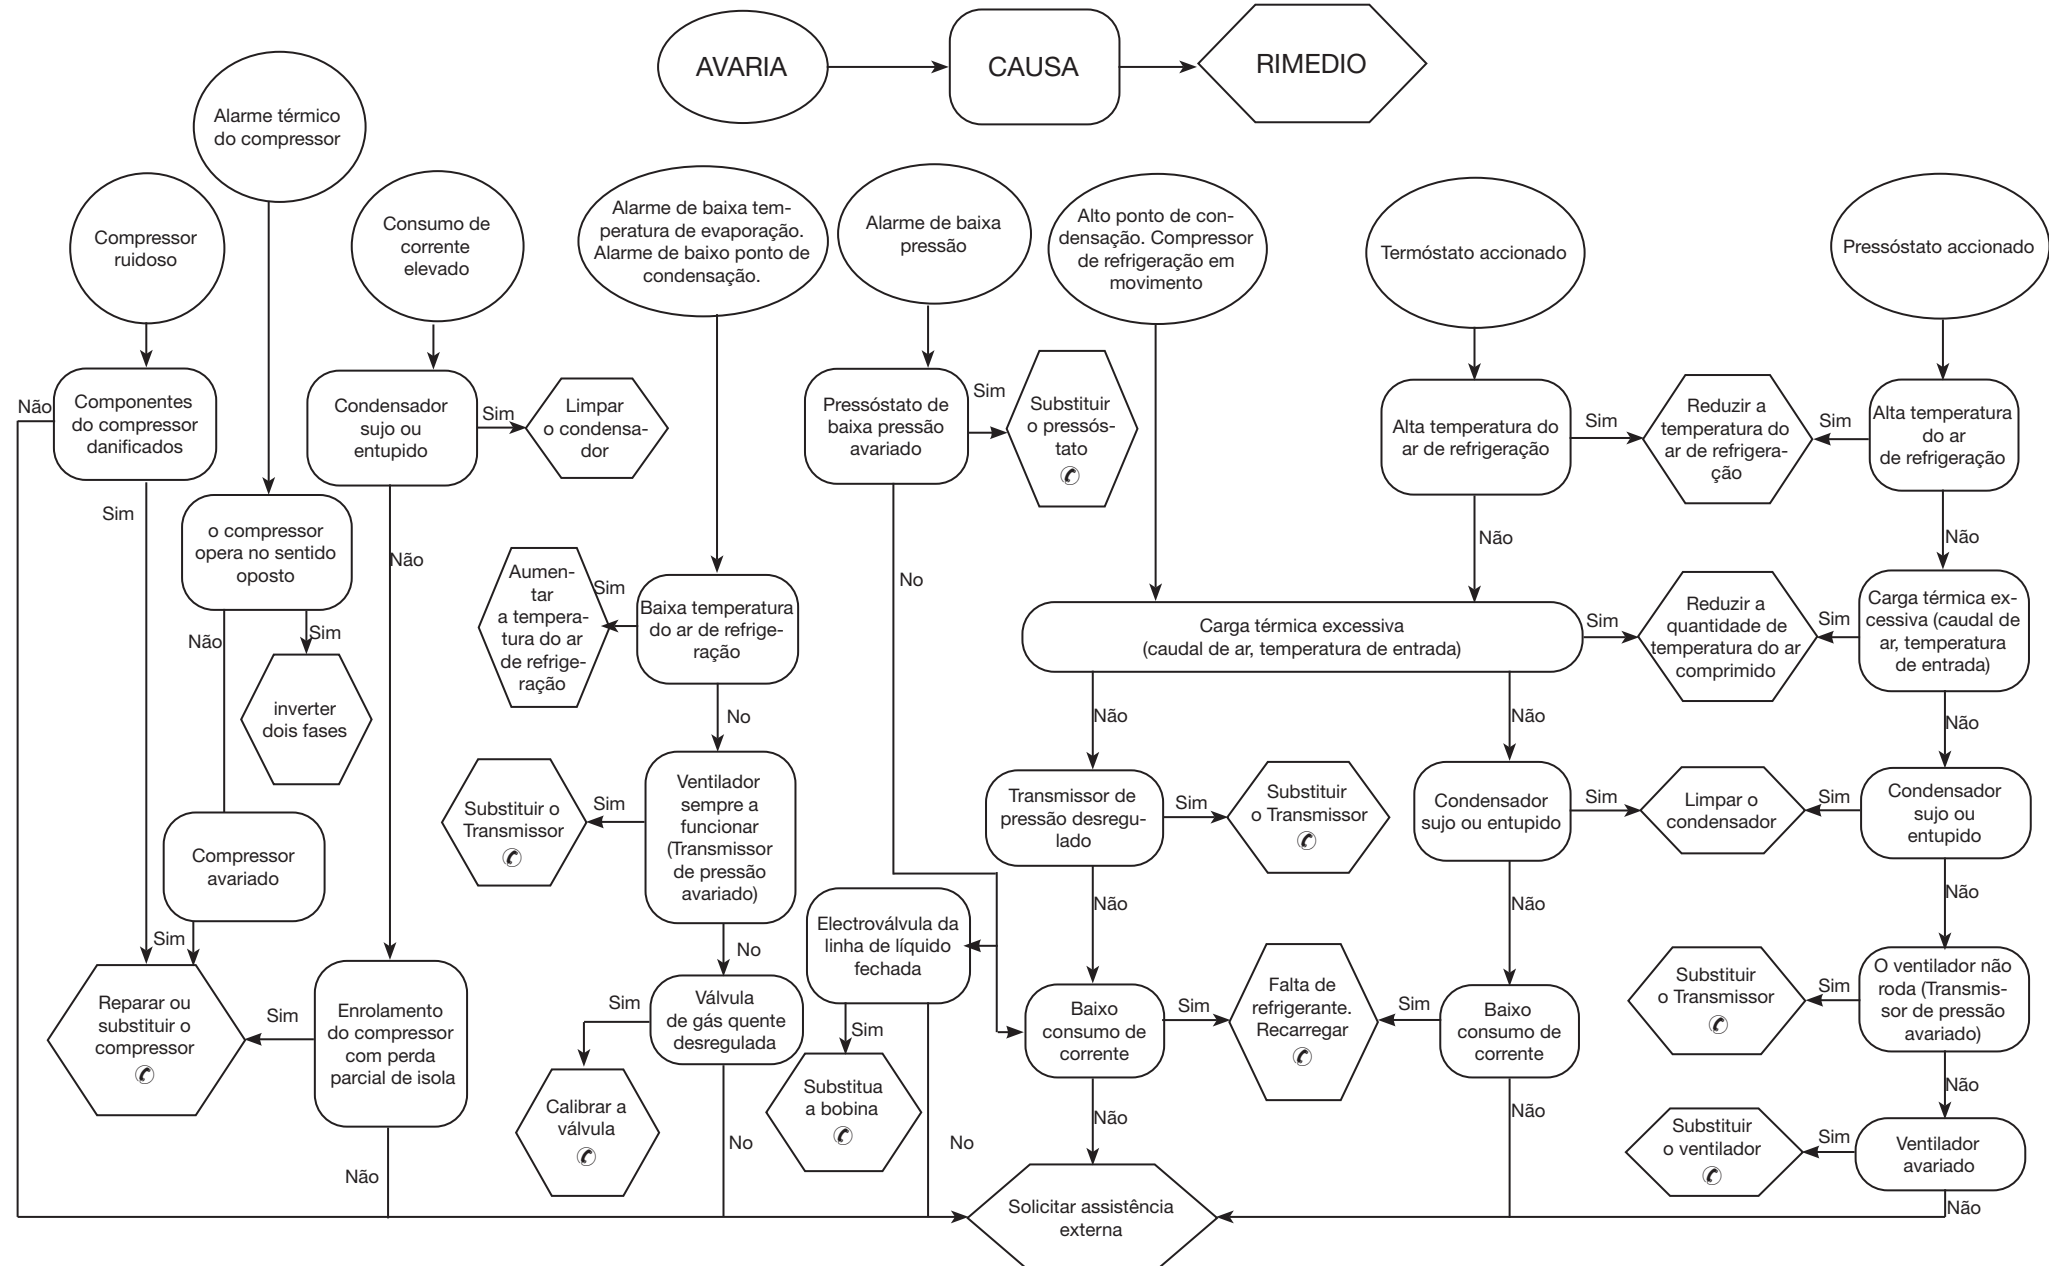 AVARIA
CAUSA
RIMEDIO
Alarme térmico
do compressor
Compressor
ruidoso
Consumo de
corrente
elevado
Alarme de baixa tem-
peratura de evaporação.
Alarme de baixo ponto de
condensação.
Alarme de baixa
pressão
Alto ponto de con-
densação. Compressor
de refrigeração em
movimento
Termóstato accionado
Pressóstato accionado
Não
Componentes
do compressor
danificados
Sim
Condensador
sujo ou
entupido
Sim
Limpar
o condensa-
dor
Pressóstato de
baixa pressão
avariado
Sim
Substituir
o pressós-
tato
✆
Alta temperatura do
ar de refrigeração
Sim
Reduzir a
temperatura do
ar de refrigera-
ção
Sim
Alta temperatura
do ar
de refrigeração
o compressor
opera no sentido
oposto
Não
Sim
inverter
dois fases
Não
Aumen-
tar
a tempera-
tura do ar
de refrige-
ração
Sim
Baixa temperatura
do ar de refrige-
ração
No
No
Não
Não
Carga térmica excessiva
(caudal de ar, temperatura de entrada)
Sim
Reduzir a
quantidade de
temperatura do ar
comprimido
Sim
Carga térmica ex-
cessiva (caudal de
ar, temperatura
de entrada)
Não
Não
Não
Compressor
avariado
Sim
Substituir o
Transmissor
✆
Sim
Ventilador
sempre a
funcionar
(Transmissor
de pressão
avariado)
No
Transmissor de
pressão desregu-
lado
Sim
Substituir
o Transmissor
✆
Condensador
sujo ou entupido
Sim
Limpar o
condensador
Sim
Condensador
sujo ou
entupido
Não
Não
Não
Electroválvula da
linha de líquido
fechada
Sim
Reparar ou
substituir o
compressor
✆
Sim
Enrolamento
do compressor
com perda
parcial de isola
Não
Sim
Válvula
de gás quente
desregulada
Calibrar a
válvula
✆
No
Substitua
a bobina
✆
No
Baixo
consumo de
corrente
Sim
Falta de
refrigerante.
Recarregar
✆
Sim
Baixo
consumo de
corrente
Não
Não
Substituir
o Transmissor
✆
Sim
O ventilador não
roda (Transmis-
sor de pressão
avariado)
Não
Substituir
o ventilador
✆
Sim
Ventilador
avariado
Não
Solicitar assistência
externa